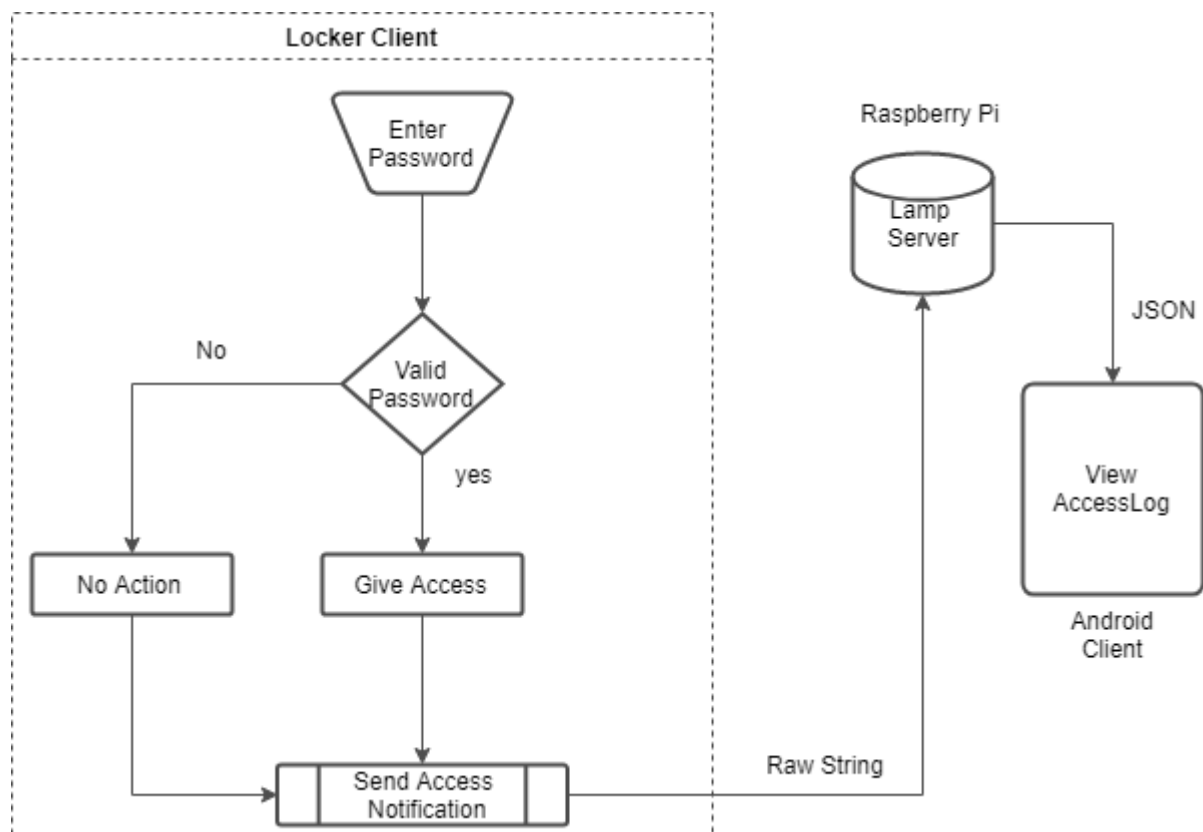 Locker Client
Enter
Password
Raspberry Pi
Lamp
Server
JSON
No
Valid
Password
yes
View
AccessLog
No Action
Give Access
Android
Client
Send Access
Notification
Raw String